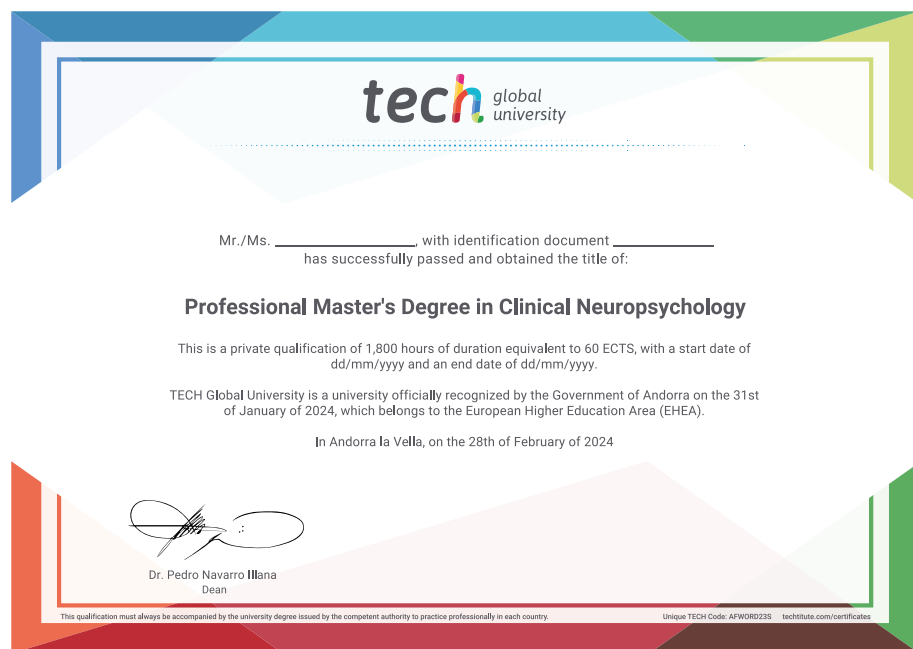 tech global university
Mr./Ms. ____________, with identification document ____________
has successfully passed and obtained the title of:
Professional Master's Degree in Clinical Neuropsychology
This is a private qualification of 1,800 hours of duration equivalent to 60 ECTS, with a start date of
dd/mm/yyyy and an end date of dd/mm/yyyy.
TECH Global University is a university officially recognized by the Government of Andorra on the 31st
of January of 2024, which belongs to the European Higher Education Area (EHEA).
In Andorra la Vella, on the 28th of February of 2024
Dr. Pedro Navarro Illana
Dean
This qualification must always be accompanied by the university degree issued by the competent authority to practice professionally in each country.
Unique TECH Code: AFWORD23S techtitute.com/certificates